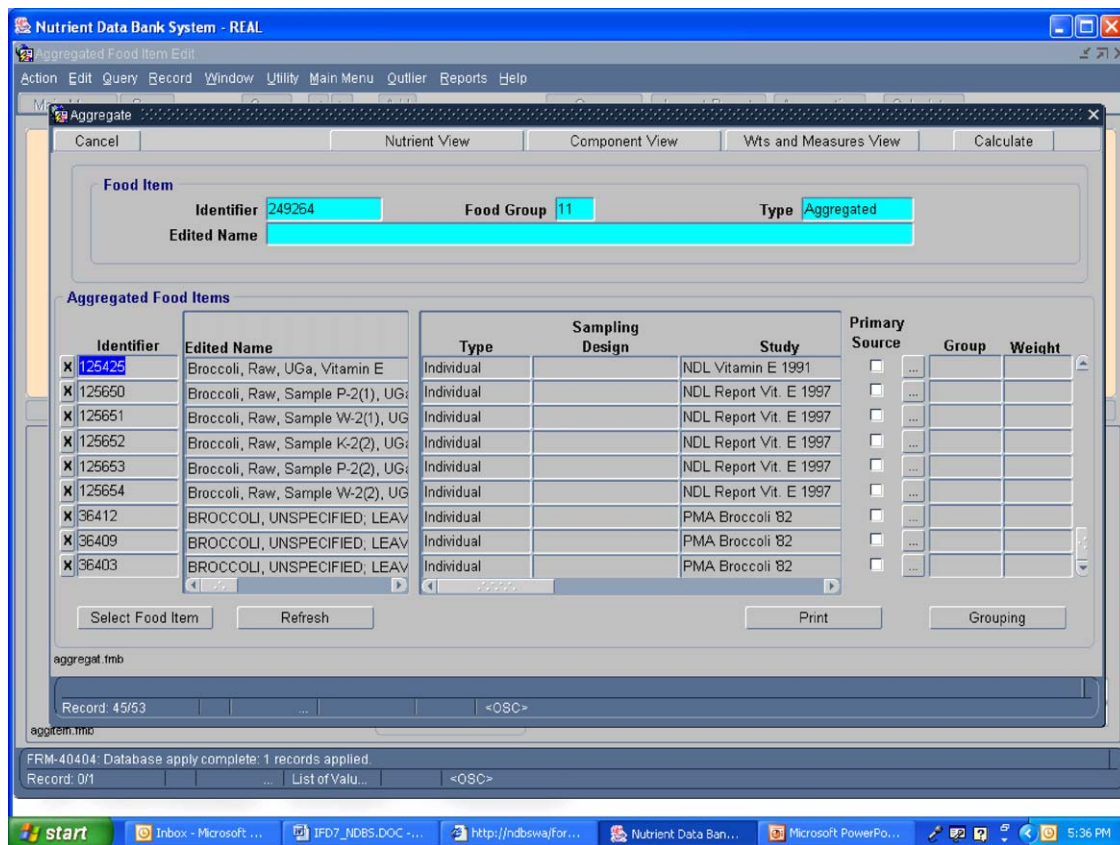 Nutrient Data Bank System - REAL
Aggregated Food Item Edit
Action Edit Query Record Window Utility Main Menu Outlier Reports Help
Aggregate
Cancel Nutrient View Component View Wts and Measures View Calculate
Food Item
Identifier 249264 Food Group 11 Type Aggregated
Edited Name
Aggregated Food Items
Identifier Edited Name Type Sampling Design Study Primary Source Group Weight
X 125425 Broccoli, Raw, UGa, Vitamin E Individual NDL Vitamin E 1991 ...
X 125650 Broccoli, Raw, Sample P-2(1), UGa Individual NDL Report Vit. E 1997 ...
X 125651 Broccoli, Raw, Sample W-2(1), UG Individual NDL Report Vit. E 1997 ...
X 125652 Broccoli, Raw, Sample K-2(2), UGa Individual NDL Report Vit. E 1997 ...
X 125653 Broccoli, Raw, Sample P-2(2), UGa Individual NDL Report Vit. E 1997 ...
X 125654 Broccoli, Raw, Sample W-2(2), UG Individual NDL Report Vit. E 1997 ...
X 36412 BROCCOLI, UNSPECIFIED; LEAV Individual PMA Broccoli '82 ...
X 36409 BROCCOLI, UNSPECIFIED; LEAV Individual PMA Broccoli '82 ...
X 36403 BROCCOLI, UNSPECIFIED; LEAV Individual PMA Broccoli '82 ...
Select Food Item Refresh Print Grouping
aggregat.fmb
Record: 45/53 ... <OSC>
aggitem.fmb
FRM-40404: Database apply complete: 1 records applied.
Record: 0/1 ... List of Valu... <OSC>
start Inbox - Microsoft ... IFD7_NDBS.DOC -... http://ndbswa/for... Nutrient Data Ban... Microsoft PowerPo... 5:36 PM